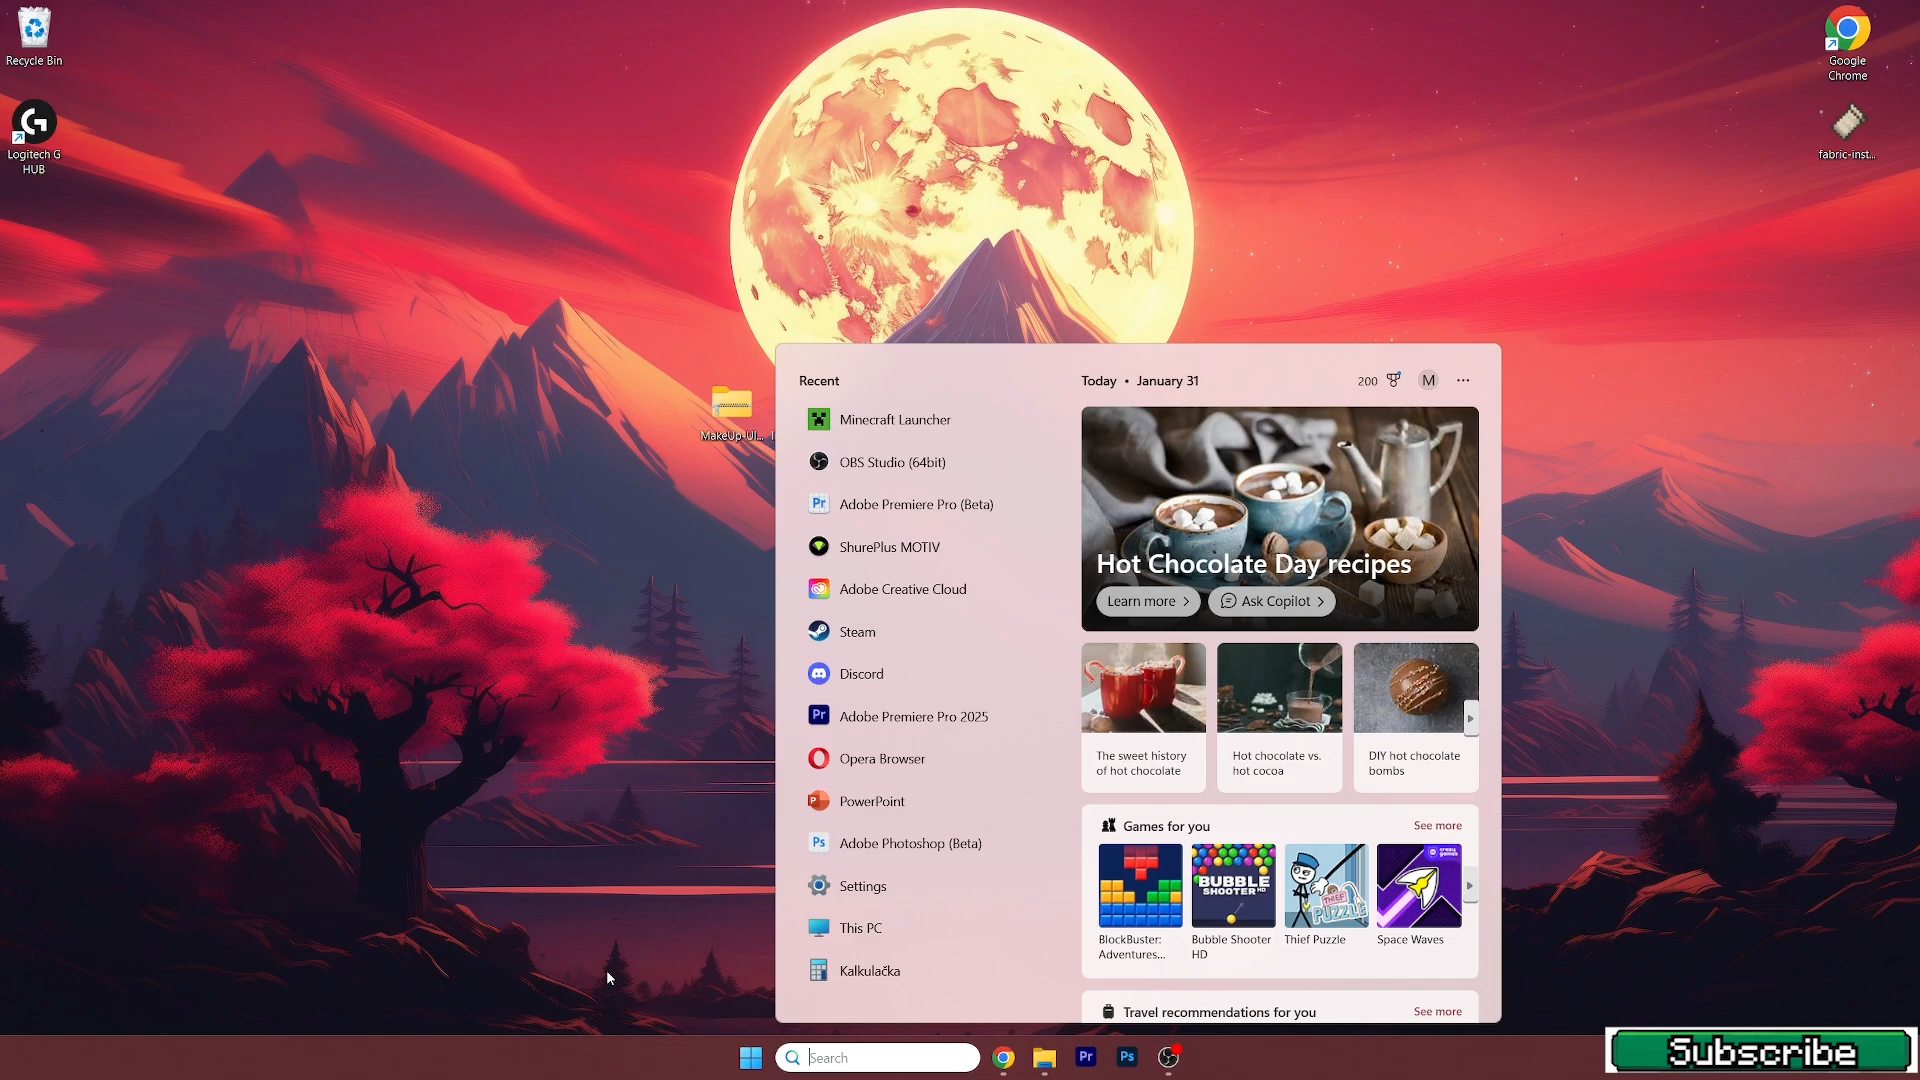 Recycle Bin
Logitech G
HUB
Google
Chrome
fabric-inst...
MakeUp-Ul...
Recent
Minecraft Launcher
OBS Studio (64bit)
Adobe Premiere Pro (Beta)
ShurePlus MOTIV
Adobe Creative Cloud
Steam
Discord
Adobe Premiere Pro 2025
Opera Browser
PowerPoint
Adobe Photoshop (Beta)
Settings
This PC
Kalkulačka
Today • January 31
200
M
Hot Chocolate Day recipes
Learn more
Ask Copilot
The sweet history
of hot chocolate
Hot chocolate vs.
hot cocoa
DIY hot chocolate
bombs
Games for you
See more
BUBBLE
SHOOTER HD
THIEF
PUZZLE
BlockBuster:
Adventures...
Bubble Shooter
HD
Thief Puzzle
Space Waves
Travel recommendations for you
See more
Search
Pr
Ps
Subscribe